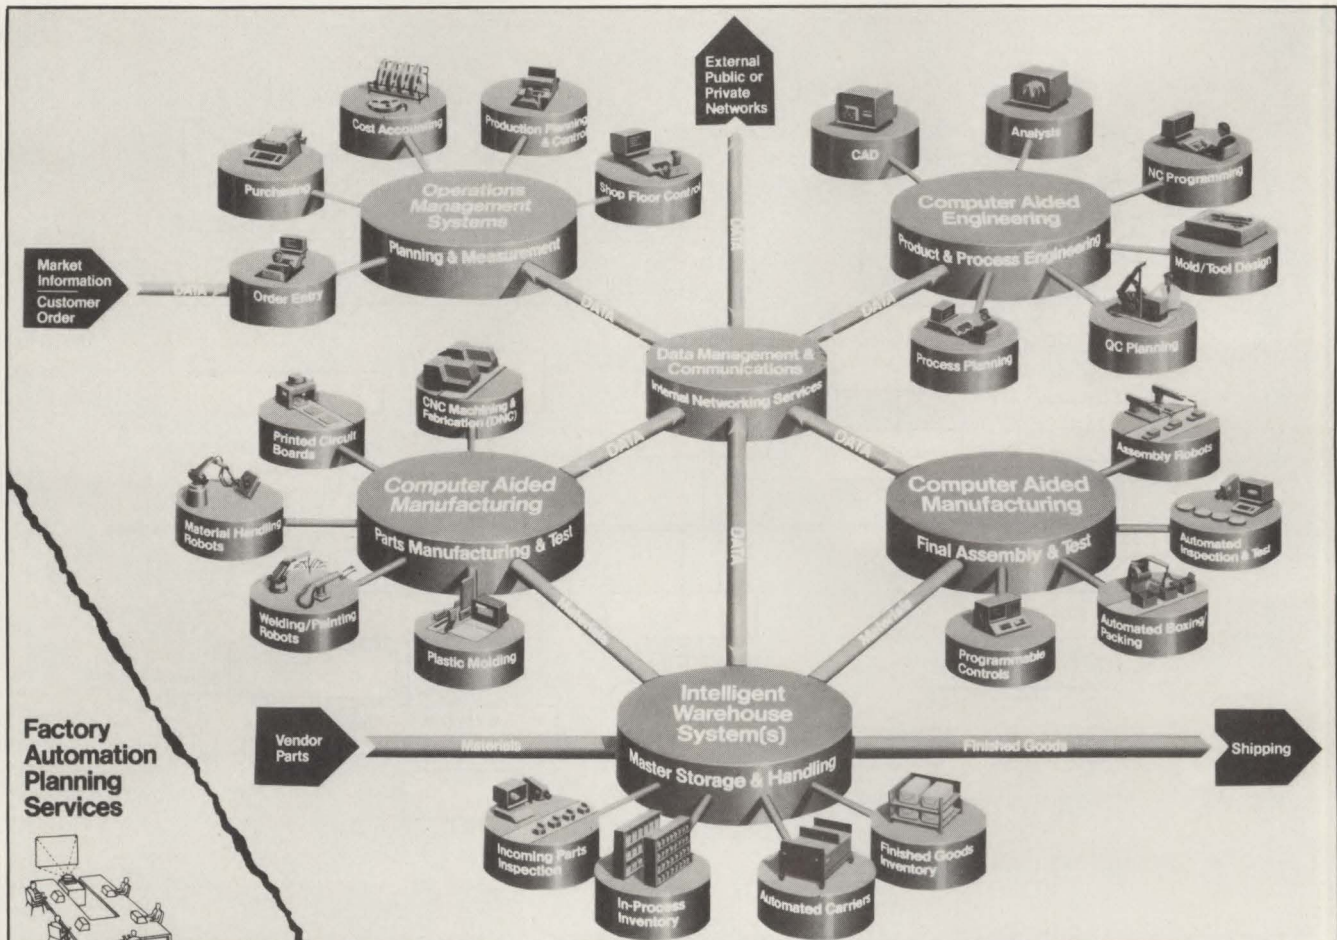 External
Public or
Private
Networks
Cost Accounting
Production Planning
& Control
Purchasing
Shop Floor Control
Operations
Management
Systems
Planning & Measurement
Market
Information
Customer
Order
DATA
Order Entry
DATA
CAD
Analysis
NC Programming
Computer Aided
Engineering
Product & Process Engineering
Mold/Tool Design
QC Planning
Process Planning
DATA
DATA
Data Management &
Communications
Internal Networking Services
DATA
DATA
DATA
CNC Machining &
Fabrication (DNC)
Printed Circuit
Boards
Material Handling
Robots
Welding/Painting
Robots
Plastic Molding
Computer Aided
Manufacturing
Parts Manufacturing & Test
Computer Aided
Manufacturing
Final Assembly & Test
Assembly Robots
Automated
Inspection & Test
Automated Boxing/
Packing
Programmable
Controls
Materials
Materials
Intelligent
Warehouse
System(s)
Master Storage & Handling
Vendor
Parts
Materials
Finished Goods
Shipping
Incoming Parts
Inspection
In-Process
Inventory
Automated Carriers
Finished Goods
Inventory
Factory
Automation
Planning
Services